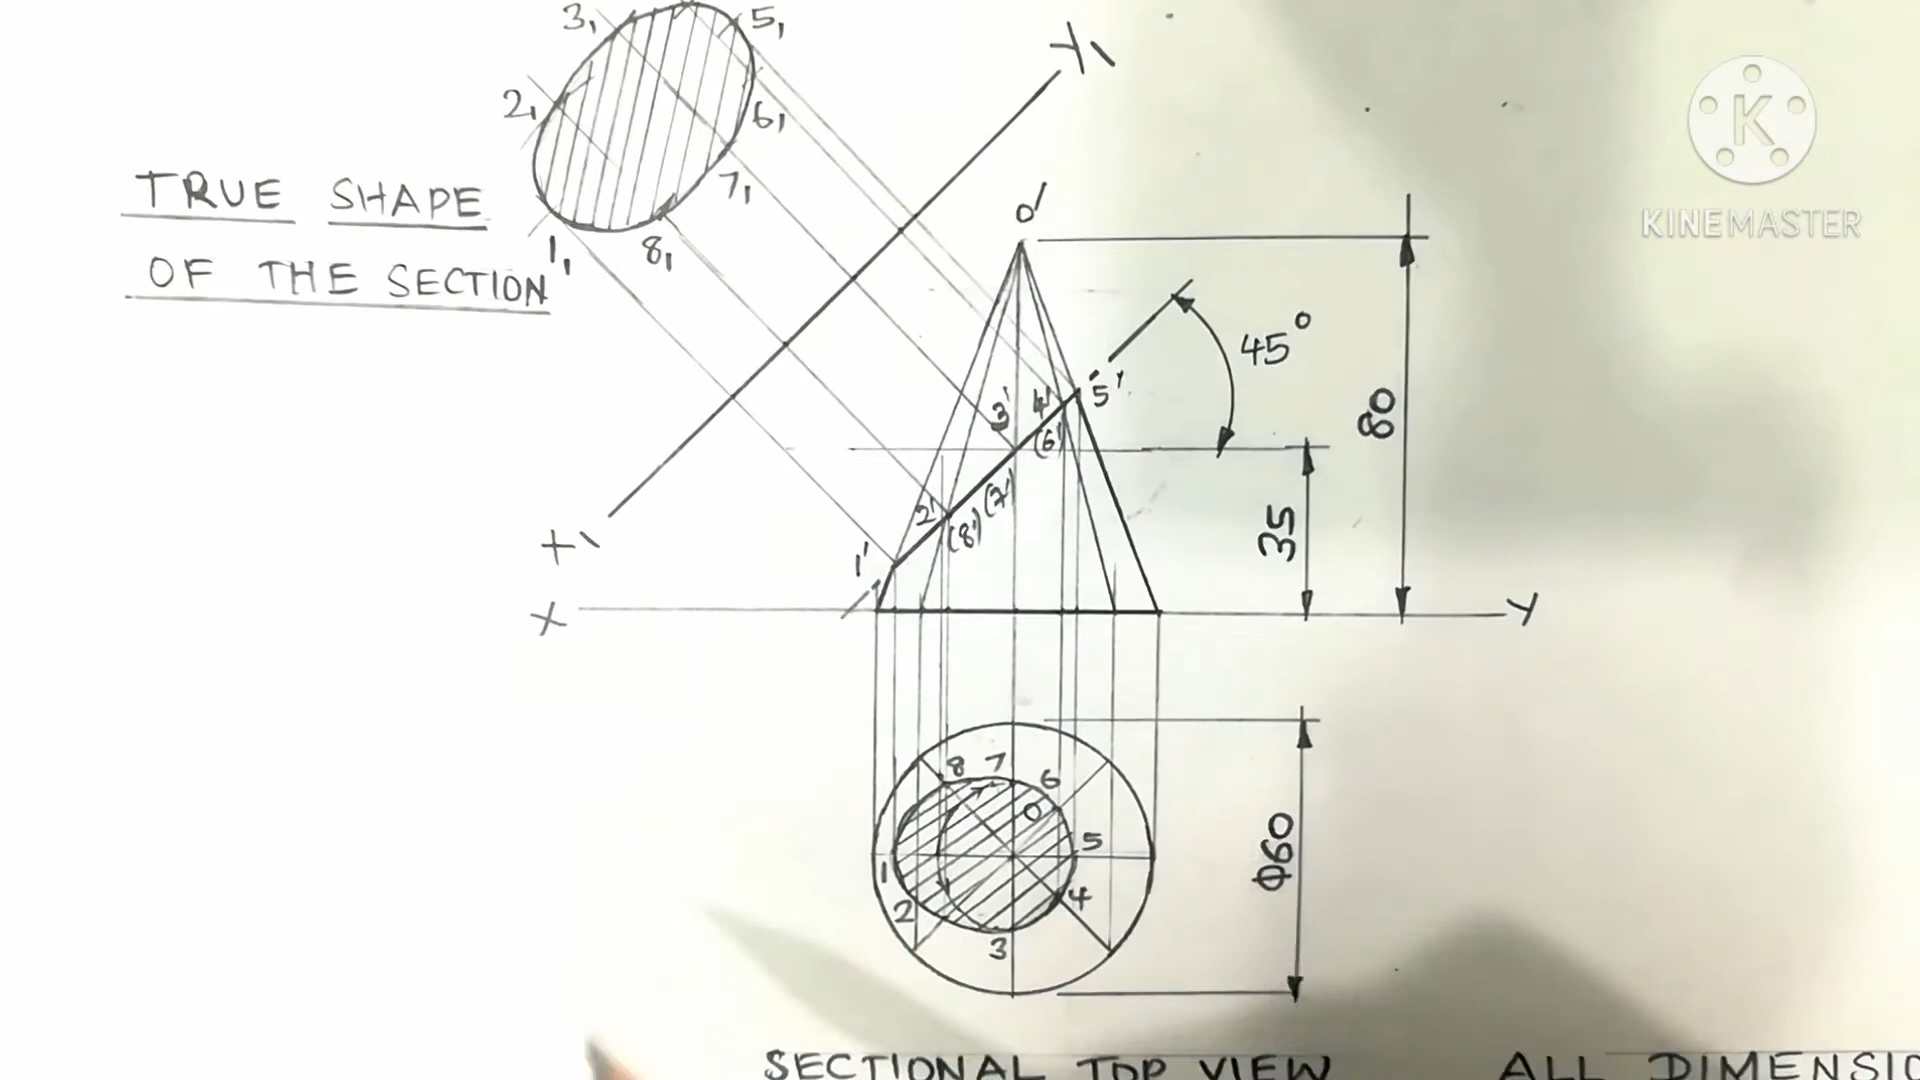 3₁
5₁
2₁
6₁
7₁
1₁
8₁
TRUE SHAPE
OF THE SECTION
Y₁
X₁
K
KINEMASTER
O'
45°
80
35
3'
4'
5'
(6')
2'
(7')
(8')
1'
X
Y
8 7 6
O
5
1
2
4
3
Φ60
SECTIONAL TOP VIEW
ALL DIMENSIO